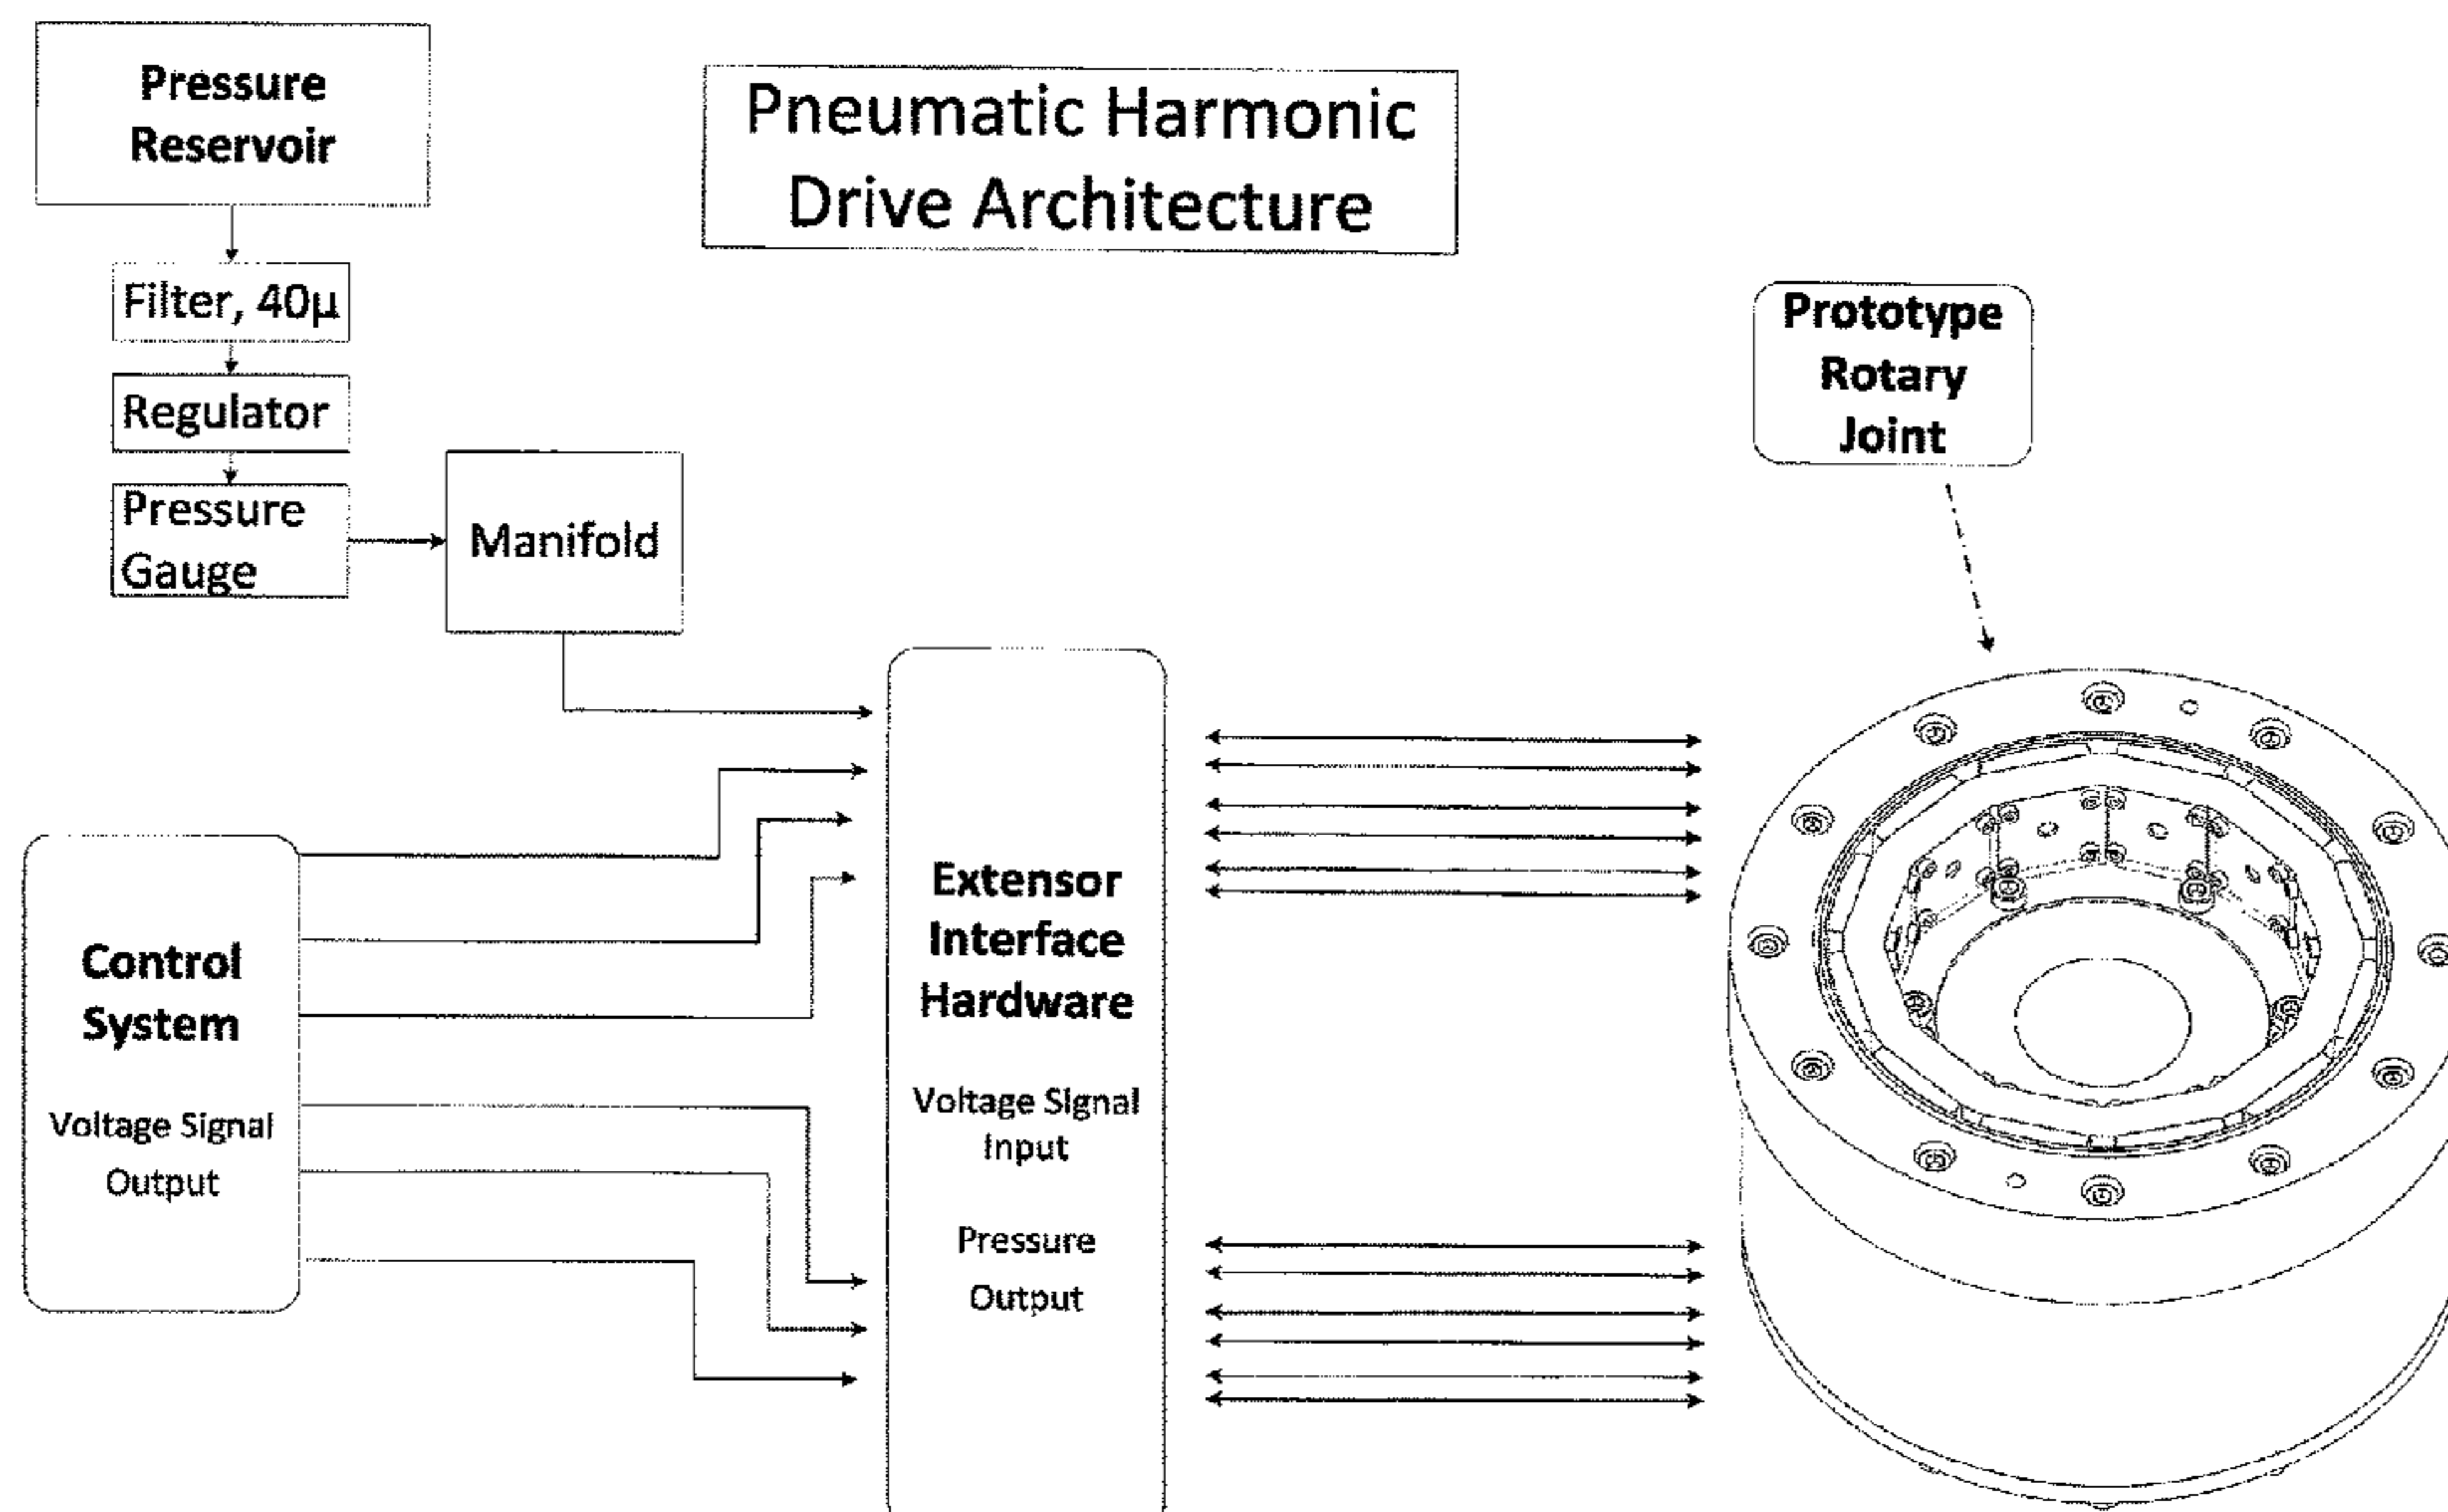 Pressure
Reservoir
Pneumatic Harmonic
Drive Architecture
Filter, 40µ
Regulator
Pressure
Gauge
Manifold
Prototype
Rotary
Joint
Control
System
Voltage Signal
Output
Extensor
Interface
Hardware
Voltage Signal
Input
Pressure
Output